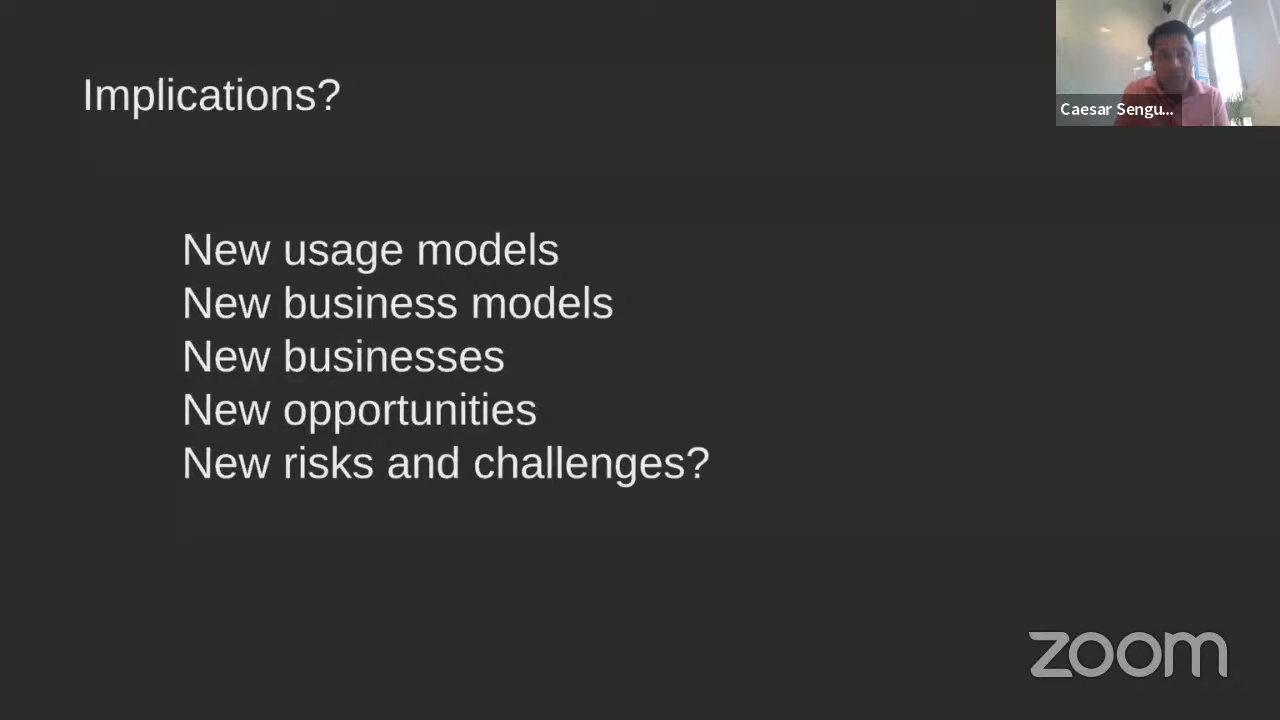 Implications?
Caesar Sengu...
New usage models
New business models
New businesses
New opportunities
New risks and challenges?
zoom